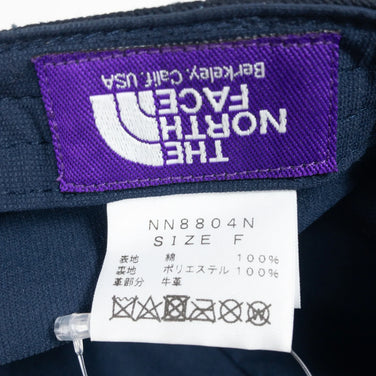 THE
NORTH
FACE
Berkeley, Calif. USA
NN8804N
SIZE F
表地 綿 100%
裏地 ポリエステル 100%
革部分 牛革